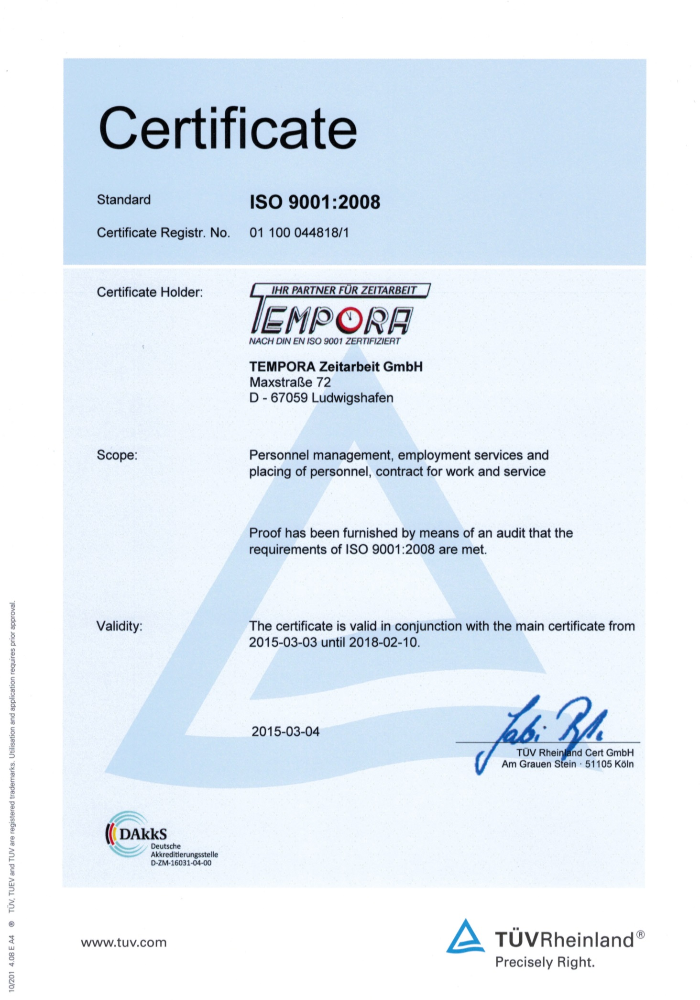 Certificate
Standard ISO 9001:2008
Certificate Registr. No. 01 100 044818/1
Certificate Holder:
IHR PARTNER FÜR ZEITARBEIT
TEMPORA
NACH DIN EN ISO 9001 ZERTIFIZIERT
TEMPORA Zeitarbeit GmbH
Maxstraße 72
D - 67059 Ludwigshafen
Scope: Personnel management, employment services and
placing of personnel, contract for work and service
Proof has been furnished by means of an audit that the
requirements of ISO 9001:2008 are met.
Validity: The certificate is valid in conjunction with the main certificate from
2015-03-03 until 2018-02-10.
2015-03-04
TÜV Rheinland Cert GmbH
Am Grauen Stein · 51105 Köln
DAkkS
Deutsche
Akkreditierungsstelle
D-ZM-16031-04-00
www.tuv.com
TÜVRheinland®
Precisely Right.
10/201 4.08 E A4 ® TÜV, TUEV and TUV are registered trademarks. Utilisation and application requires prior approval.